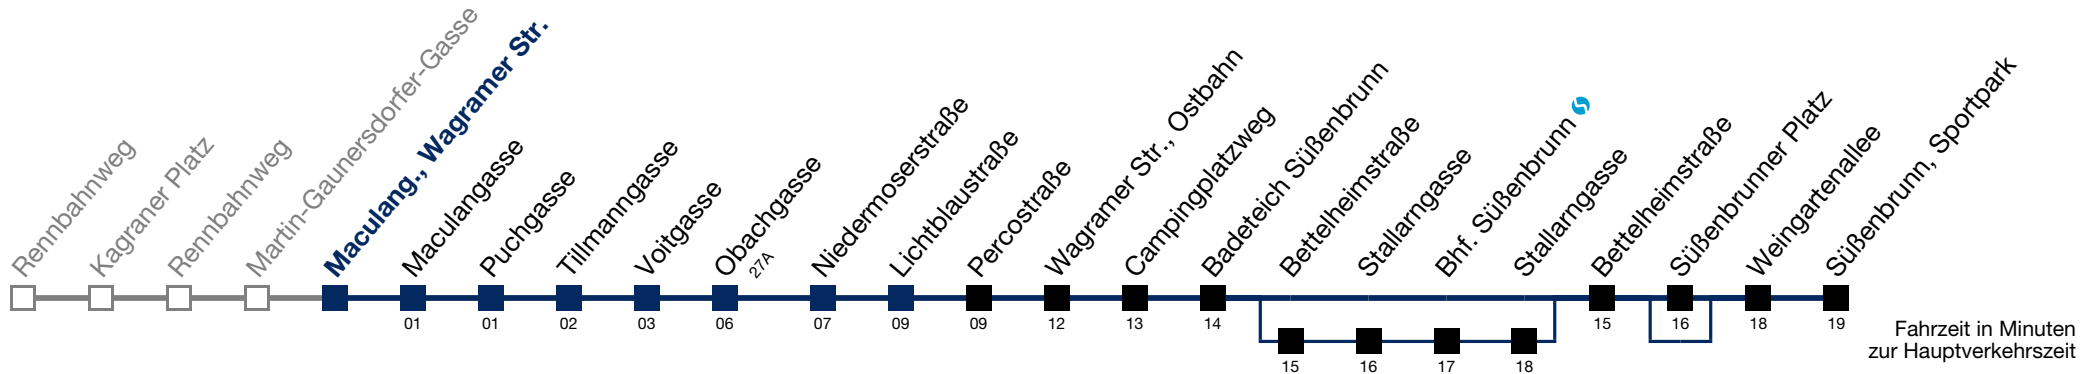 Rennbahnweg
Kagraner Platz
Rennbahnweg
Martin-Gaunersdorfer-Gasse
Maculang., Wagramer Str.
Maculangasse
Puchgasse
Tillmanngasse
Voitgasse
Obachgasse
27A
Niedermoserstraße
Lichtblaustraße
Percostraße
Wagramer Str., Ostbahn
Campingplatzweg
Badeteich Süßenbrunn
Bettelheimstraße
Stallarngasse
Bhf. Süßenbrunn
Stallarngasse
Bettelheimstraße
Süßenbrunner Platz
Weingartenallee
Süßenbrunn, Sportpark
01 01 02 03 06 07 09 09 12 13 14 15 16 18 19
15 16 17 18
Fahrzeit in Minuten
zur Hauptverkehrszeit